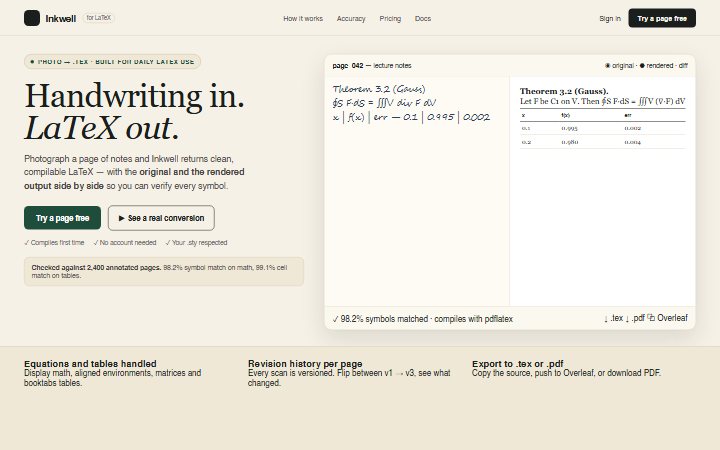 Inkwell for LaTeX
How it works Accuracy Pricing Docs
Sign in Try a page free
● PHOTO → .TEX · BUILT FOR DAILY LATEX USE
Handwriting in.
LaTeX out.
Photograph a page of notes and Inkwell returns clean,
compilable LaTeX — with the original and the rendered
output side by side so you can verify every symbol.
Try a page free ▶ See a real conversion
✓ Compiles first time ✓ No account needed ✓ Your .sty respected
Checked against 2,400 annotated pages. 98.2% symbol match on math, 99.1% cell
match on tables.
page 042 — lecture notes
◉ original · ● rendered · diff
Theorem 3.2 (Gauss)
∮S F·dS = ∭V div F dV
x | f(x) | err — 0.1 | 0.995 | 0.002
Theorem 3.2 (Gauss).
Let F be C1 on V. Then ∮S F·dS = ∭V (∇·F) dV
x f(x) err
0.1 0.995 0.002
0.2 0.980 0.004
✓ 98.2% symbols matched · compiles with pdflatex
↓ .tex ↓ .pdf ⧉ Overleaf
Equations and tables handled
Display math, aligned environments, matrices and
booktabs tables.
Revision history per page
Every scan is versioned. Flip between v1 → v3, see what
changed.
Export to .tex or .pdf
Copy the source, push to Overleaf, or download PDF.